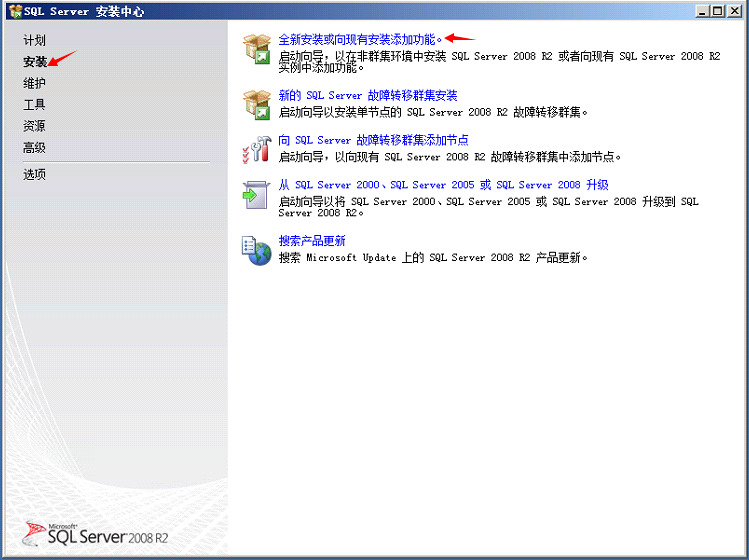 SQL Server 安装中心
计划
安装
维护
工具
资源
高级
选项
全新安装或向现有安装添加功能。
启动向导，以在非群集环境中安装 SQL Server 2008 R2 或者向现有 SQL Server 2008 R2
实例中添加功能。
新的 SQL Server 故障转移群集安装
启动向导以安装单节点的 SQL Server 2008 R2 故障转移群集。
向 SQL Server 故障转移群集添加节点
启动向导，以向现有 SQL Server 2008 R2 故障转移群集中添加节点。
从 SQL Server 2000、SQL Server 2005 或 SQL Server 2008 升级
启动向导以将 SQL Server 2000、SQL Server 2005 或 SQL Server 2008 升级到 SQL
Server 2008 R2。
搜索产品更新
搜索 Microsoft Update 上的 SQL Server 2008 R2 产品更新。
Microsoft
SQL Server 2008 R2